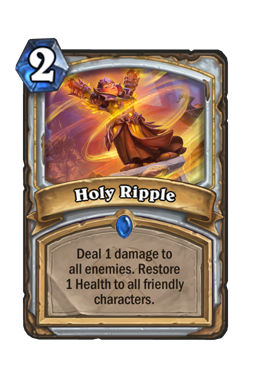 2
Holy Ripple
Deal 1 damage to
all enemies. Restore
1 Health to all friendly
characters.